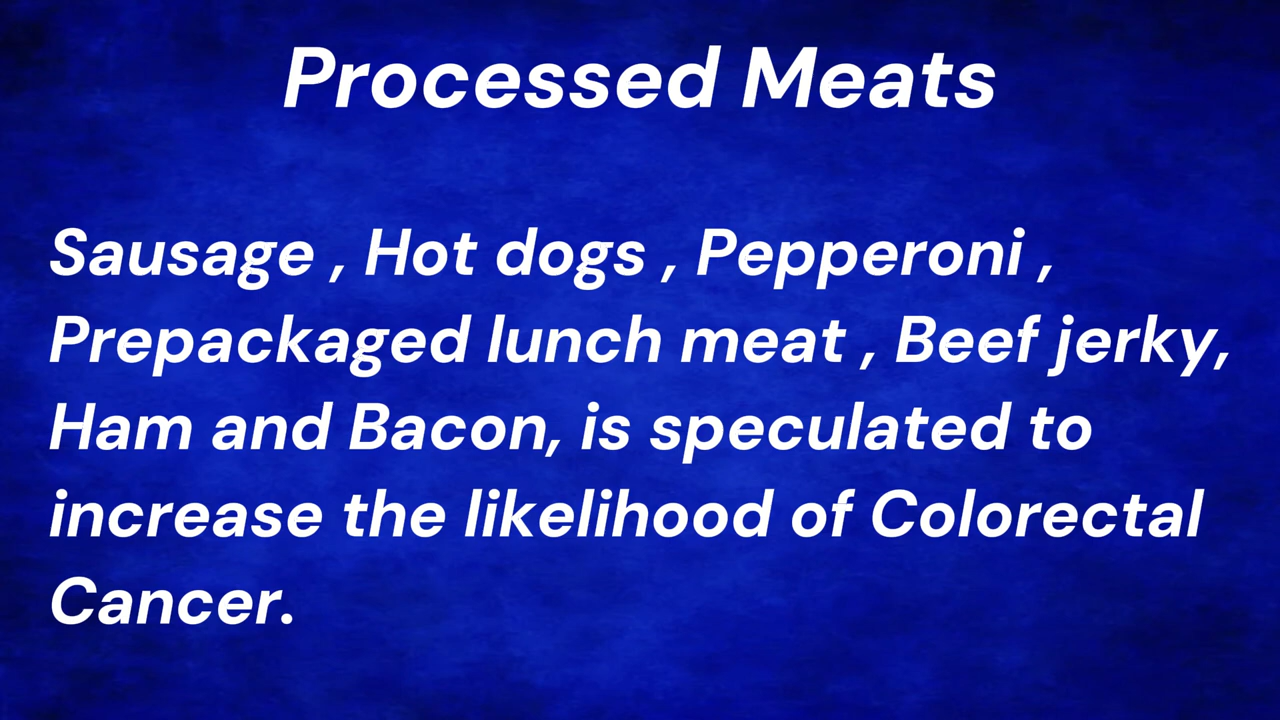 Processed Meats
Sausage , Hot dogs , Pepperoni ,
Prepackaged lunch meat , Beef jerky,
Ham and Bacon, is speculated to
increase the likelihood of Colorectal
Cancer.